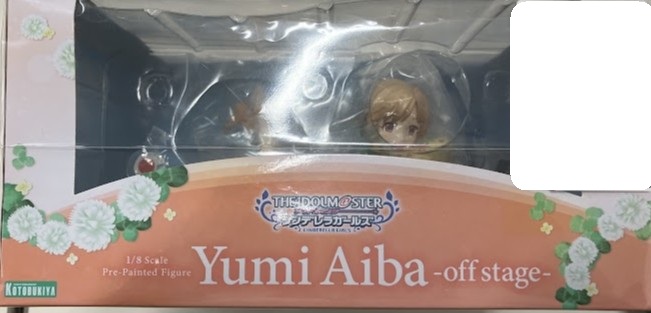 THE IDOLM@STER
シンデレラガールズ
1/8 Scale
Pre-Painted Figure
Yumi Aiba -off stage-
KOTOBUKIYA